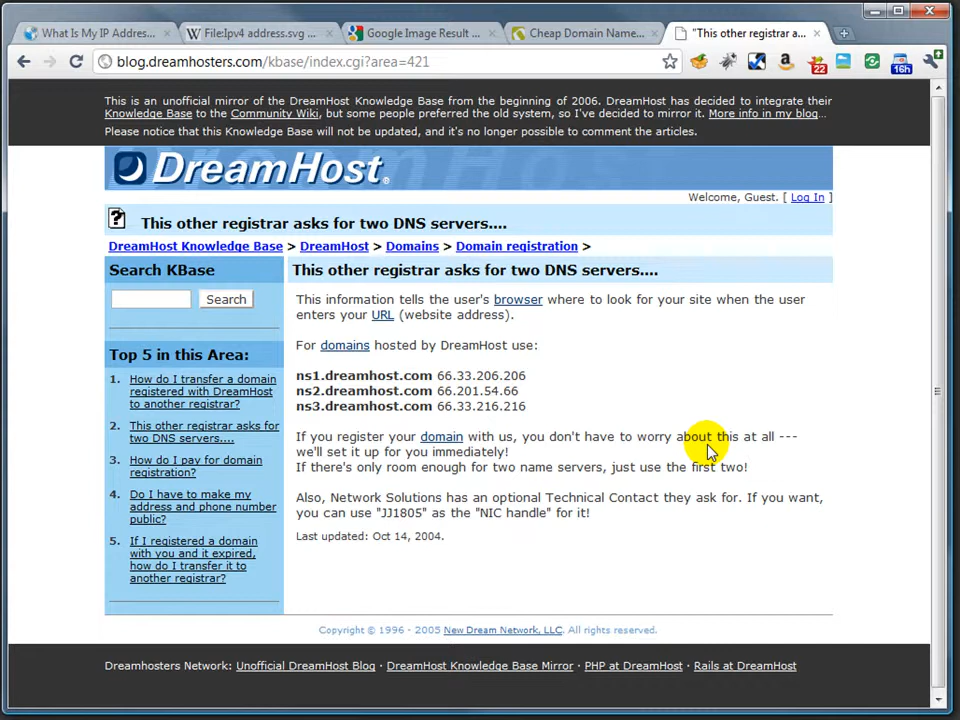 What Is My IP Addres...
File:Ipv4 address.svg ...
Google Image Result ...
Cheap Domain Name...
"This other registrar a...
blog.dreamhosters.com/kbase/index.cgi?area=421
22
16h
This is an unofficial mirror of the DreamHost Knowledge Base from the beginning of 2006. DreamHost has decided to integrate their
Knowledge Base to the Community Wiki, but some people preferred the old system, so I've decided to mirror it. More info in my blog...
Please notice that this Knowledge Base will not be updated, and it's no longer possible to comment the articles.
DreamHost®
Welcome, Guest. [ Log In ]
This other registrar asks for two DNS servers....
DreamHost Knowledge Base > DreamHost > Domains > Domain registration >
Search KBase
Search
Top 5 in this Area:
1. How do I transfer a domain
registered with DreamHost
to another registrar?
2. This other registrar asks for
two DNS servers....
3. How do I pay for domain
registration?
4. Do I have to make my
address and phone number
public?
5. If I registered a domain
with you and it expired,
how do I transfer it to
another registrar?
This other registrar asks for two DNS servers....
This information tells the user's browser where to look for your site when the user
enters your URL (website address).
For domains hosted by DreamHost use:
ns1.dreamhost.com 66.33.206.206
ns2.dreamhost.com 66.201.54.66
ns3.dreamhost.com 66.33.216.216
If you register your domain with us, you don't have to worry about this at all ---
we'll set it up for you immediately!
If there's only room enough for two name servers, just use the first two!
Also, Network Solutions has an optional Technical Contact they ask for. If you want,
you can use "JJ1805" as the "NIC handle" for it!
Last updated: Oct 14, 2004.
Copyright © 1996 - 2005 New Dream Network, LLC. All rights reserved.
Dreamhosters Network: Unofficial DreamHost Blog · DreamHost Knowledge Base Mirror · PHP at DreamHost · Rails at DreamHost